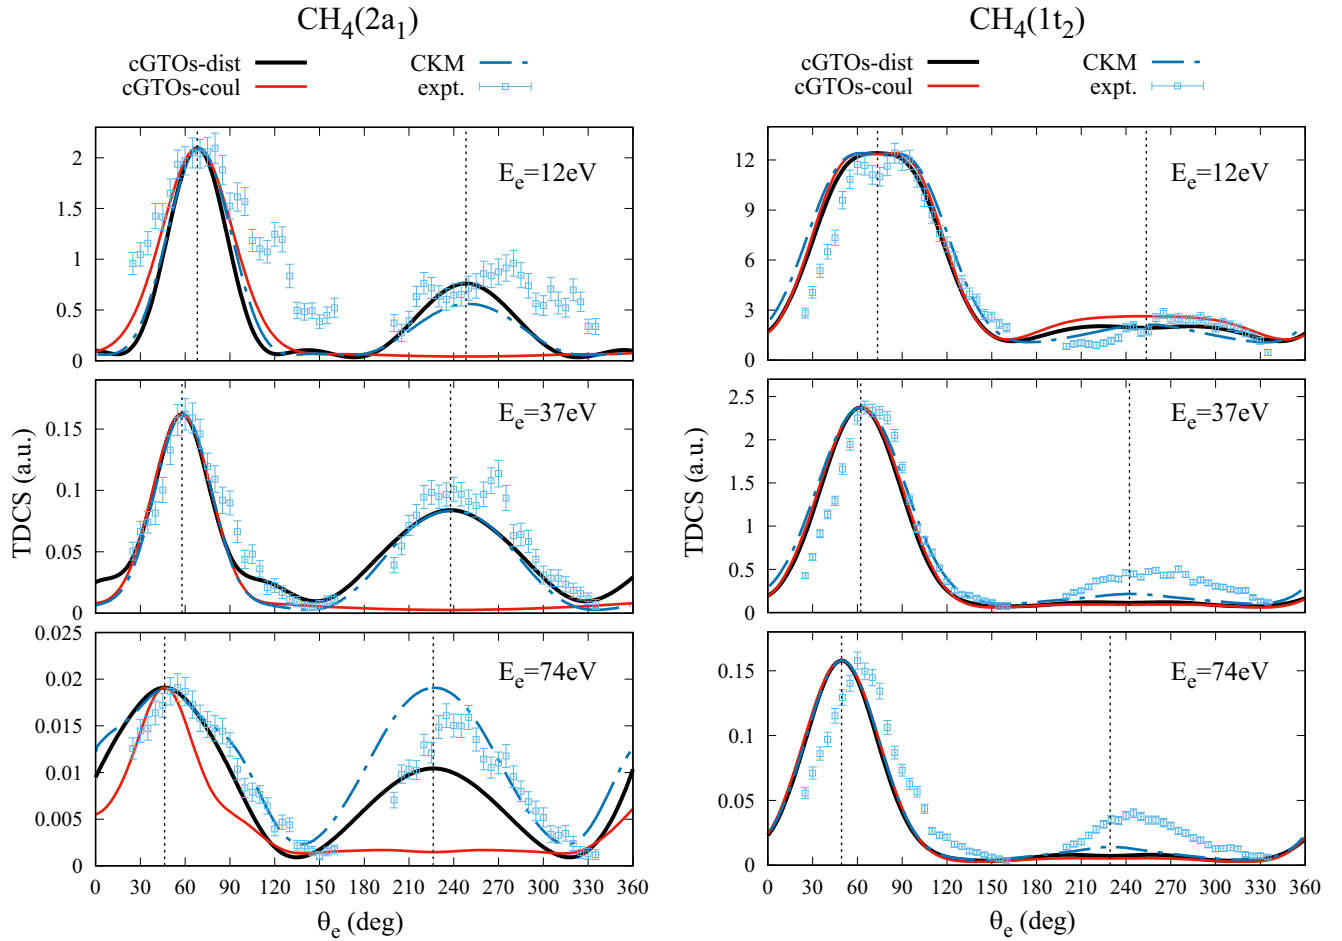 CH4(2a1)
cGTOs-dist
CKM
cGTOs-coul
expt.
2
1.5
1
0.5
0
Ee=12eV
0.15
0.1
0.05
0
Ee=37eV
TDCS (a.u.)
0.025
0.02
0.015
0.01
0.005
0
Ee=74eV
0 30 60 90 120 150 180 210 240 270 300 330 360
θe (deg)
CH4(1t2)
cGTOs-dist
CKM
cGTOs-coul
expt.
12
9
6
3
0
Ee=12eV
2.5
2
1.5
1
0.5
0
Ee=37eV
TDCS (a.u.)
0.15
0.1
0.05
0
Ee=74eV
0 30 60 90 120 150 180 210 240 270 300 330 360
θe (deg)